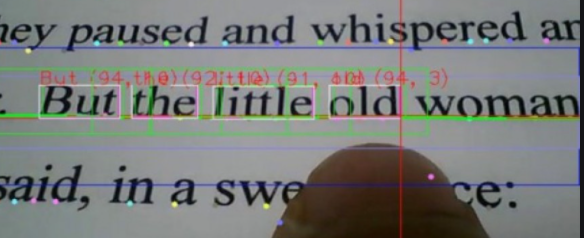 hey paused and whispered an
But (94, the (92, little (91, old (94, 3)
. But the little old woman
said, in a swe ce: